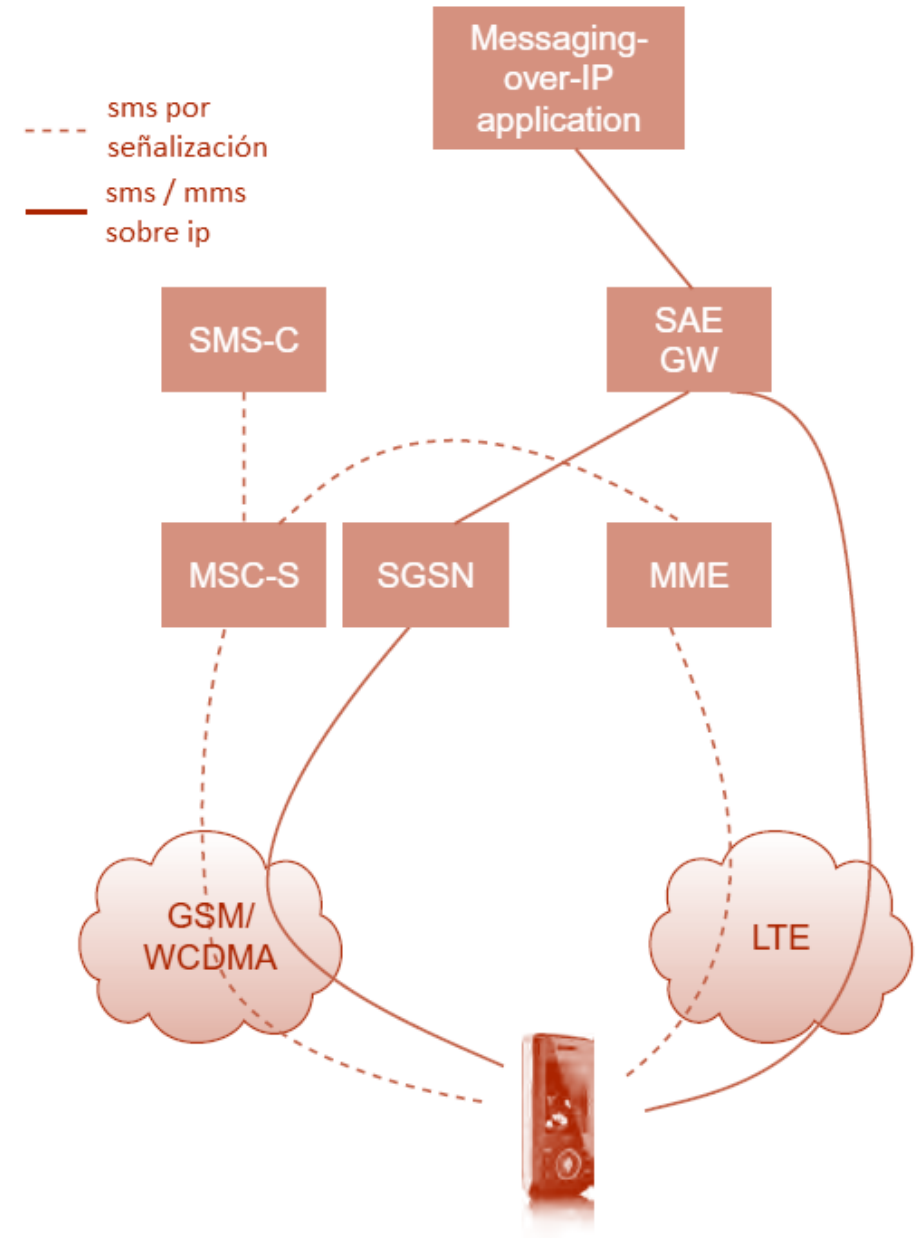 Messaging-
over-IP
application
sms por
señalización
sms / mms
sobre ip
SMS-C
SAE
GW
MSC-S
SGSN
MME
GSM/
WCDMA
LTE